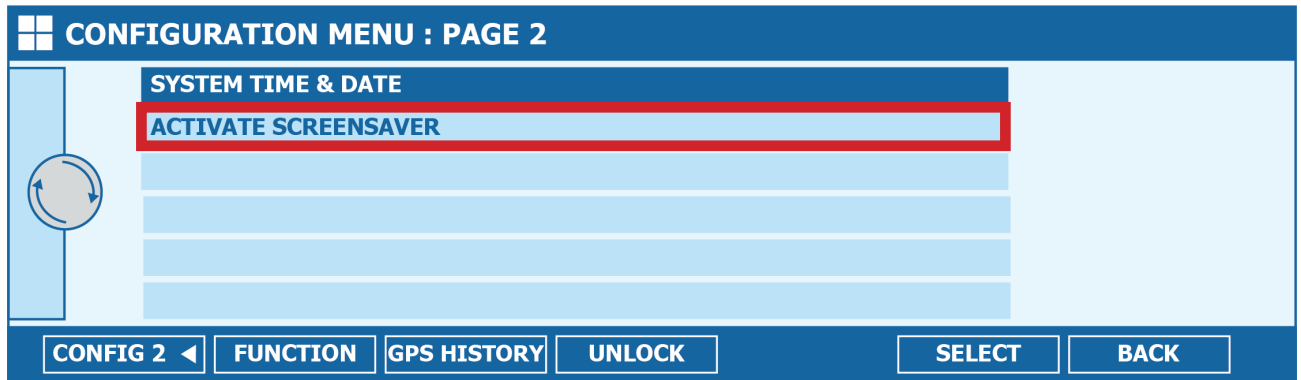 CONFIGURATION MENU : PAGE 2
SYSTEM TIME & DATE
ACTIVATE SCREENSAVER
CONFIG 2 ◀ FUNCTION GPS HISTORY UNLOCK SELECT BACK